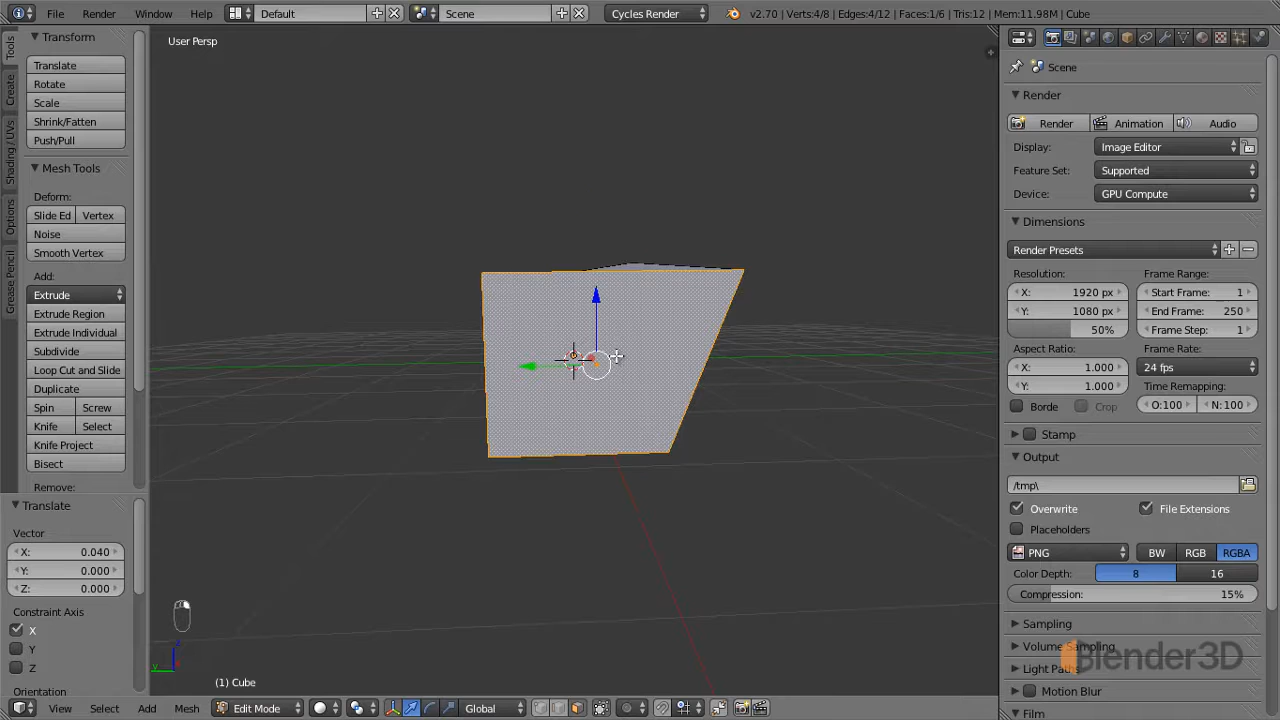 File Render Window Help Default Scene Cycles Render v2.70 | Verts:4/8 | Edges:4/12 | Faces:1/6 | Tris:12 | Mem:11.98M | Cube
Tools
Create
Shading / UVs
Options
Grease Pencil
Transform
Translate
Rotate
Scale
Shrink/Fatten
Push/Pull
Mesh Tools
Deform:
Slide Ed Vertex
Noise
Smooth Vertex
Add:
Extrude
Extrude Region
Extrude Individual
Subdivide
Loop Cut and Slide
Duplicate
Spin Screw
Knife Select
Knife Project
Bisect
Remove:
Translate
Vector
X: 0.040
Y: 0.000
Z: 0.000
Constraint Axis
X
Y
Z
Orientation
User Persp
z
y
(1) Cube
View Select Add Mesh Edit Mode Global
Scene
Render
Render Animation Audio
Display: Image Editor
Feature Set: Supported
Device: GPU Compute
Dimensions
Render Presets
Resolution: Frame Range:
X: 1920 px Start Frame: 1
Y: 1080 px End Frame: 250
50% Frame Step: 1
Aspect Ratio: Frame Rate:
X: 1.000 24 fps
Y: 1.000 Time Remapping:
Borde Crop O:100 N:100
Stamp
Output
/tmp\
Overwrite File Extensions
Placeholders
PNG BW RGB RGBA
Color Depth: 8 16
Compression: 15%
Sampling
Volume Sampling
Light Paths
Motion Blur
Film
Blender3D